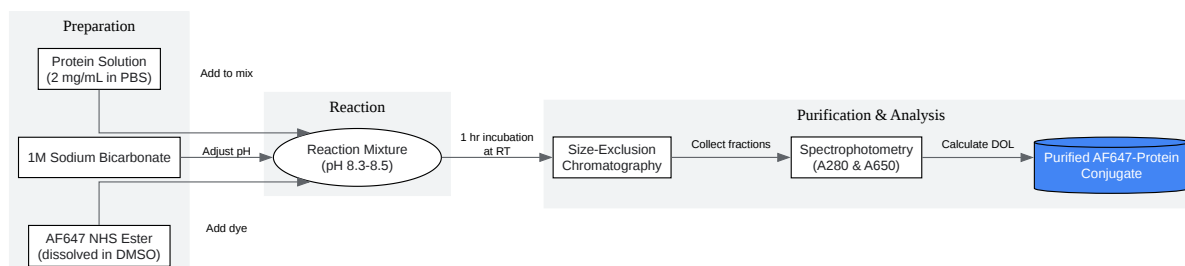 Preparation
Protein Solution
(2 mg/mL in PBS)
Add to mix
1M Sodium Bicarbonate
Adjust pH
AF647 NHS Ester
(dissolved in DMSO)
Add dye
Reaction
Reaction Mixture
(pH 8.3-8.5)
1 hr incubation
at RT
Purification & Analysis
Size-Exclusion
Chromatography
Collect fractions
Spectrophotometry
(A280 & A650)
Calculate DOL
Purified AF647-Protein
Conjugate